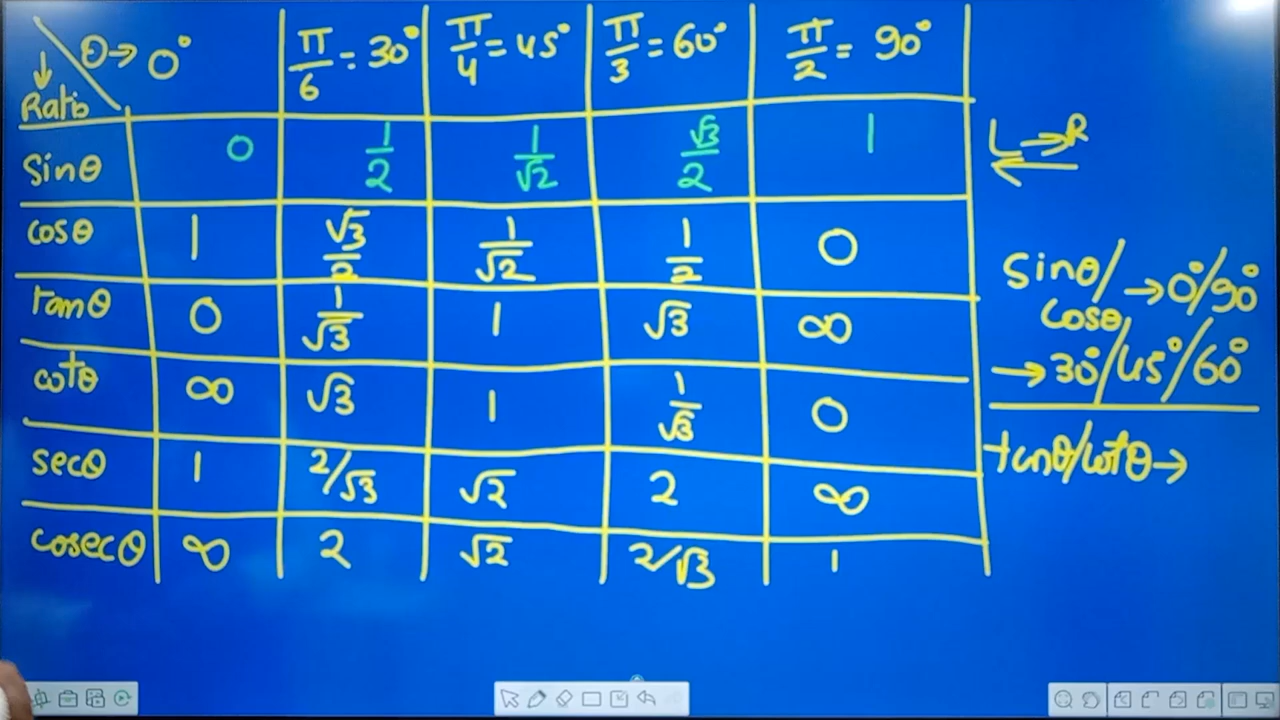 θ→ 0° π/6 = 30° π/4 = 45° π/3 = 60° π/2 = 90°
↓
Ratio
Sinθ 0 1/2 1/√2 √3/2 1
cosθ 1 √3/2 1/√2 1/2 0
tanθ 0 1/√3 1 √3 ∞
cotθ ∞ √3 1 1/√3 0
secθ 1 2/√3 √2 2 ∞
cosecθ ∞ 2 √2 2/√3 1
L → R
←
Sinθ/ → 0°/90°
cosθ/
→ 30°/45°/60°
tanθ/cotθ →